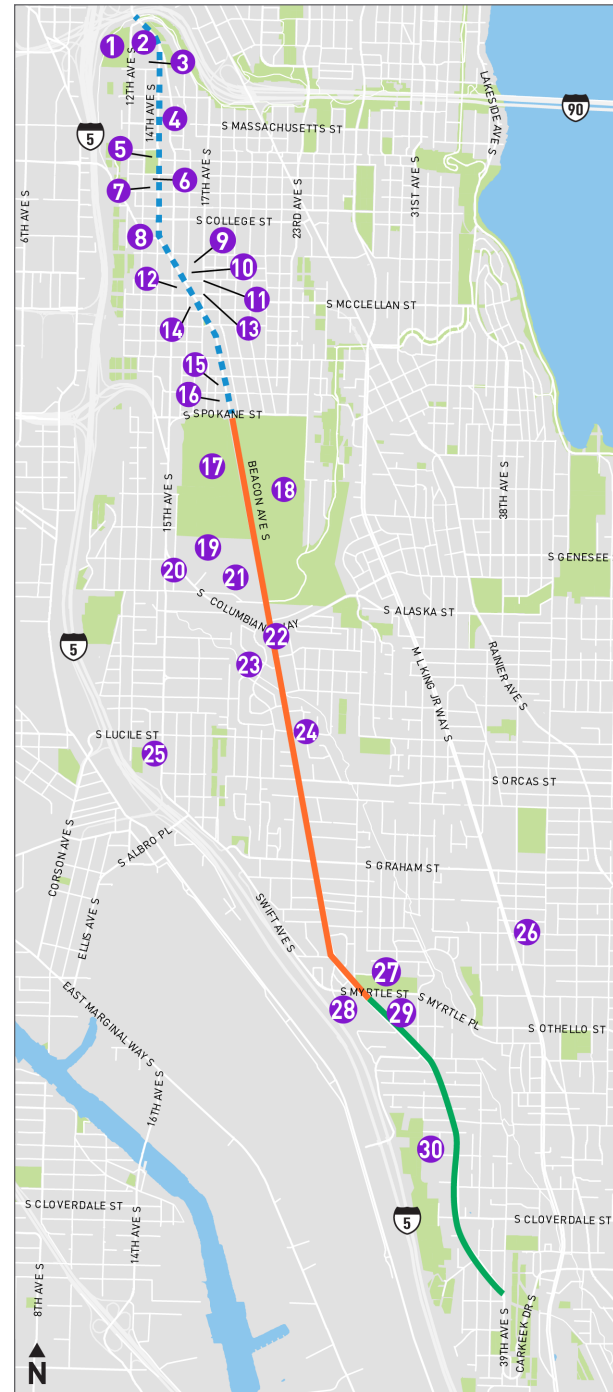 1
2
12TH AVE S
3
90
LAKESIDE AVE S
14TH AVE S
4
S MASSACHUSETTS ST
5
5
6
7
17TH AVE S
23RD AVE S
31ST AVE S
6TH AVE S
S COLLEGE ST
8
9
10
11
12
13
14
S MCCLELLAN ST
15
16
S SPOKANE ST
17
BEACON AVE S
18
15TH AVE S
38TH AVE S
19
20
21
S GENESEE
S COLUMBIAN WAY
S ALASKA ST
22
5
23
M L KING JR WAY S
RAINIER AVE S
24
S LUCILE ST
25
S ORCAS ST
S ALBRO PL
CORSON AVE S
S GRAHAM ST
ELLIS AVE S
SWIFT AVE S
26
27
S MYRTLE ST
28
29
S MYRTLE PL
S OTHELLO ST
EAST MARGINAL WAY S
16TH AVE S
30
S CLOVERDALE ST
14TH AVE S
5
S CLOVERDALE ST
8TH AVE S
39TH AVE S
CARKEEK DR S
N